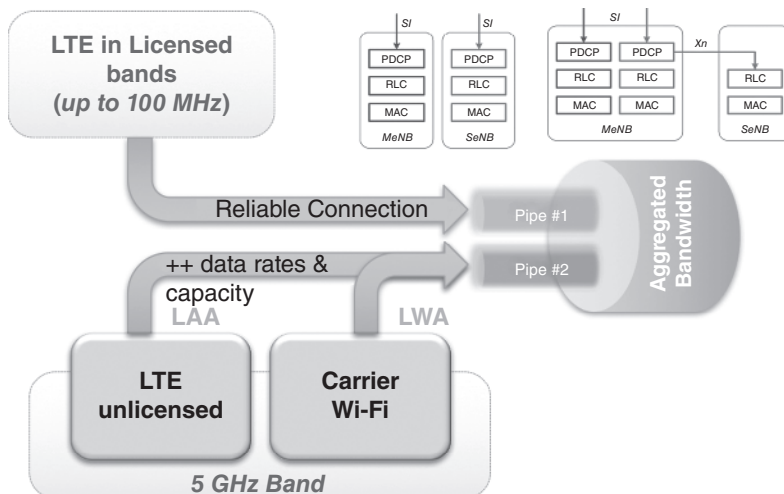 LTE in Licensed
bands
(up to 100 MHz)
SI
PDCP
RLC
MAC
MeNB
SI
PDCP
RLC
MAC
SeNB
SI
PDCP
PDCP
RLC
RLC
MAC
MAC
MeNB
Xn
RLC
MAC
SeNB
Reliable Connection
Pipe #1
++ data rates &
capacity
Pipe #2
Aggregated
Bandwidth
LAA
LWA
LTE
unlicensed
Carrier
Wi-Fi
5 GHz Band